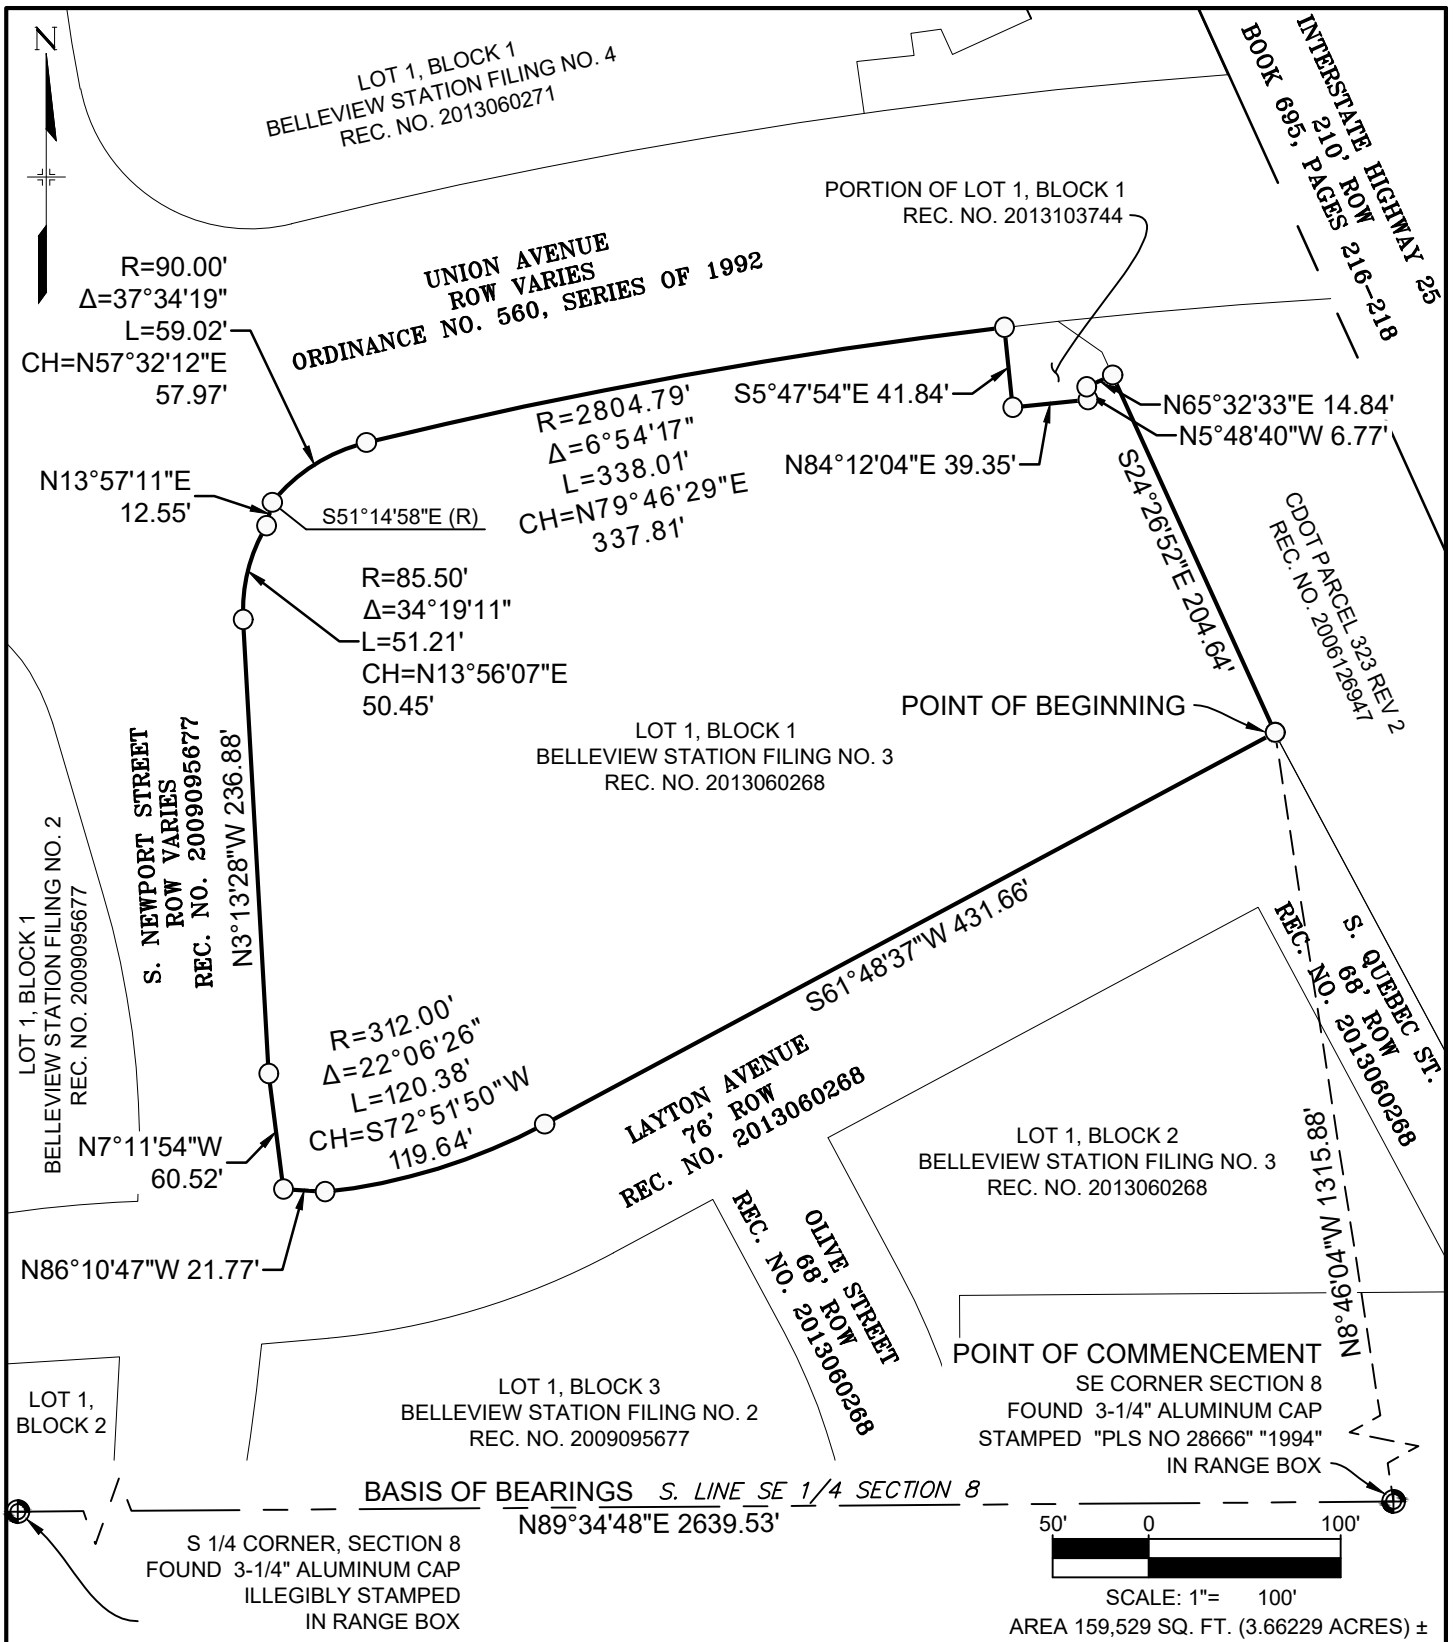 N
LOT 1, BLOCK 1
BELLEVIEW STATION FILING NO. 4
REC. NO. 2013060271
INTERSTATE HIGHWAY 25
210' ROW
BOOK 695, PAGES 216-218
PORTION OF LOT 1, BLOCK 1
REC. NO. 2013103744
R=90.00'
Δ=37°34'19"
L=59.02'
CH=N57°32'12"E
57.97'
UNION AVENUE
ROW VARIES
ORDINANCE NO. 560, SERIES OF 1992
R=2804.79'
Δ=6°54'17"
L=338.01'
CH=N79°46'29"E
337.81'
S5°47'54"E 41.84'
N84°12'04"E 39.35'
N65°32'33"E 14.84'
N5°48'40"W 6.77'
N13°57'11"E
12.55'
S51°14'58"E (R)
S24°26'52"E 204.64'
CDOT PARCEL 323 REV 2
REC. NO. 2006126947
R=85.50'
Δ=34°19'11"
L=51.21'
CH=N13°56'07"E
50.45'
POINT OF BEGINNING
LOT 1, BLOCK 1
BELLEVIEW STATION FILING NO. 3
REC. NO. 2013060268
S. NEWPORT STREET
ROW VARIES
REC. NO. 2009095677
N3°13'28"W 236.88'
LOT 1, BLOCK 1
BELLEVIEW STATION FILING NO. 2
REC. NO. 2009095677
S61°48'37"W 431.66'
S. QUEBEC ST.
68' ROW
REC. NO. 2013060268
R=312.00'
Δ=22°06'26"
L=120.38'
CH=S72°51'50"W
119.64'
LAYTON AVENUE
76' ROW
REC. NO. 2013060268
N7°11'54"W
60.52'
LOT 1, BLOCK 2
BELLEVIEW STATION FILING NO. 3
REC. NO. 2013060268
N8°46'04"W 1315.88'
N86°10'47"W 21.77'
OLIVE STREET
68' ROW
REC. NO. 2013060268
POINT OF COMMENCEMENT
SE CORNER SECTION 8
FOUND 3-1/4" ALUMINUM CAP
STAMPED "PLS NO 28666" "1994"
IN RANGE BOX
LOT 1,
BLOCK 2
LOT 1, BLOCK 3
BELLEVIEW STATION FILING NO. 2
REC. NO. 2009095677
BASIS OF BEARINGS S. LINE SE 1/4 SECTION 8
N89°34'48"E 2639.53'
S 1/4 CORNER, SECTION 8
FOUND 3-1/4" ALUMINUM CAP
ILLEGIBLY STAMPED
IN RANGE BOX
50' 0 100'
SCALE: 1"= 100'
AREA 159,529 SQ. FT. (3.66229 ACRES) ±